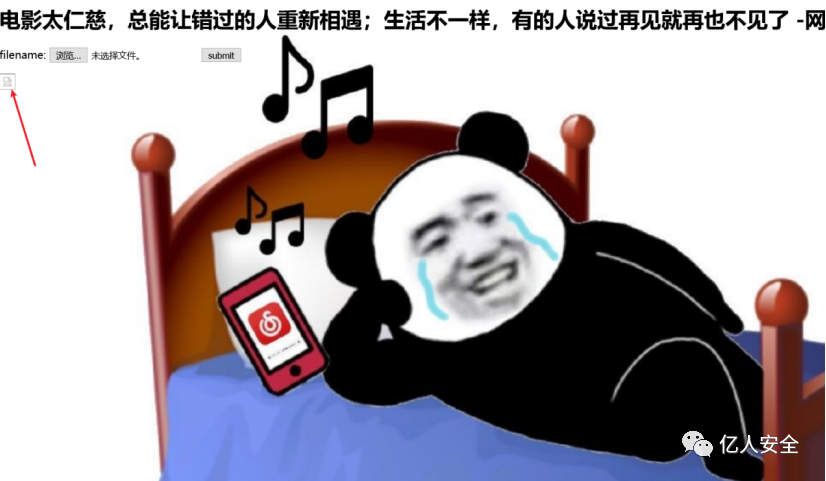 电影太仁慈，总能让错过的人重新相遇；生活不一样，有的人说过再见就再也不见了 -网
filename: 浏览... 未选择文件。 submit
亿人安全